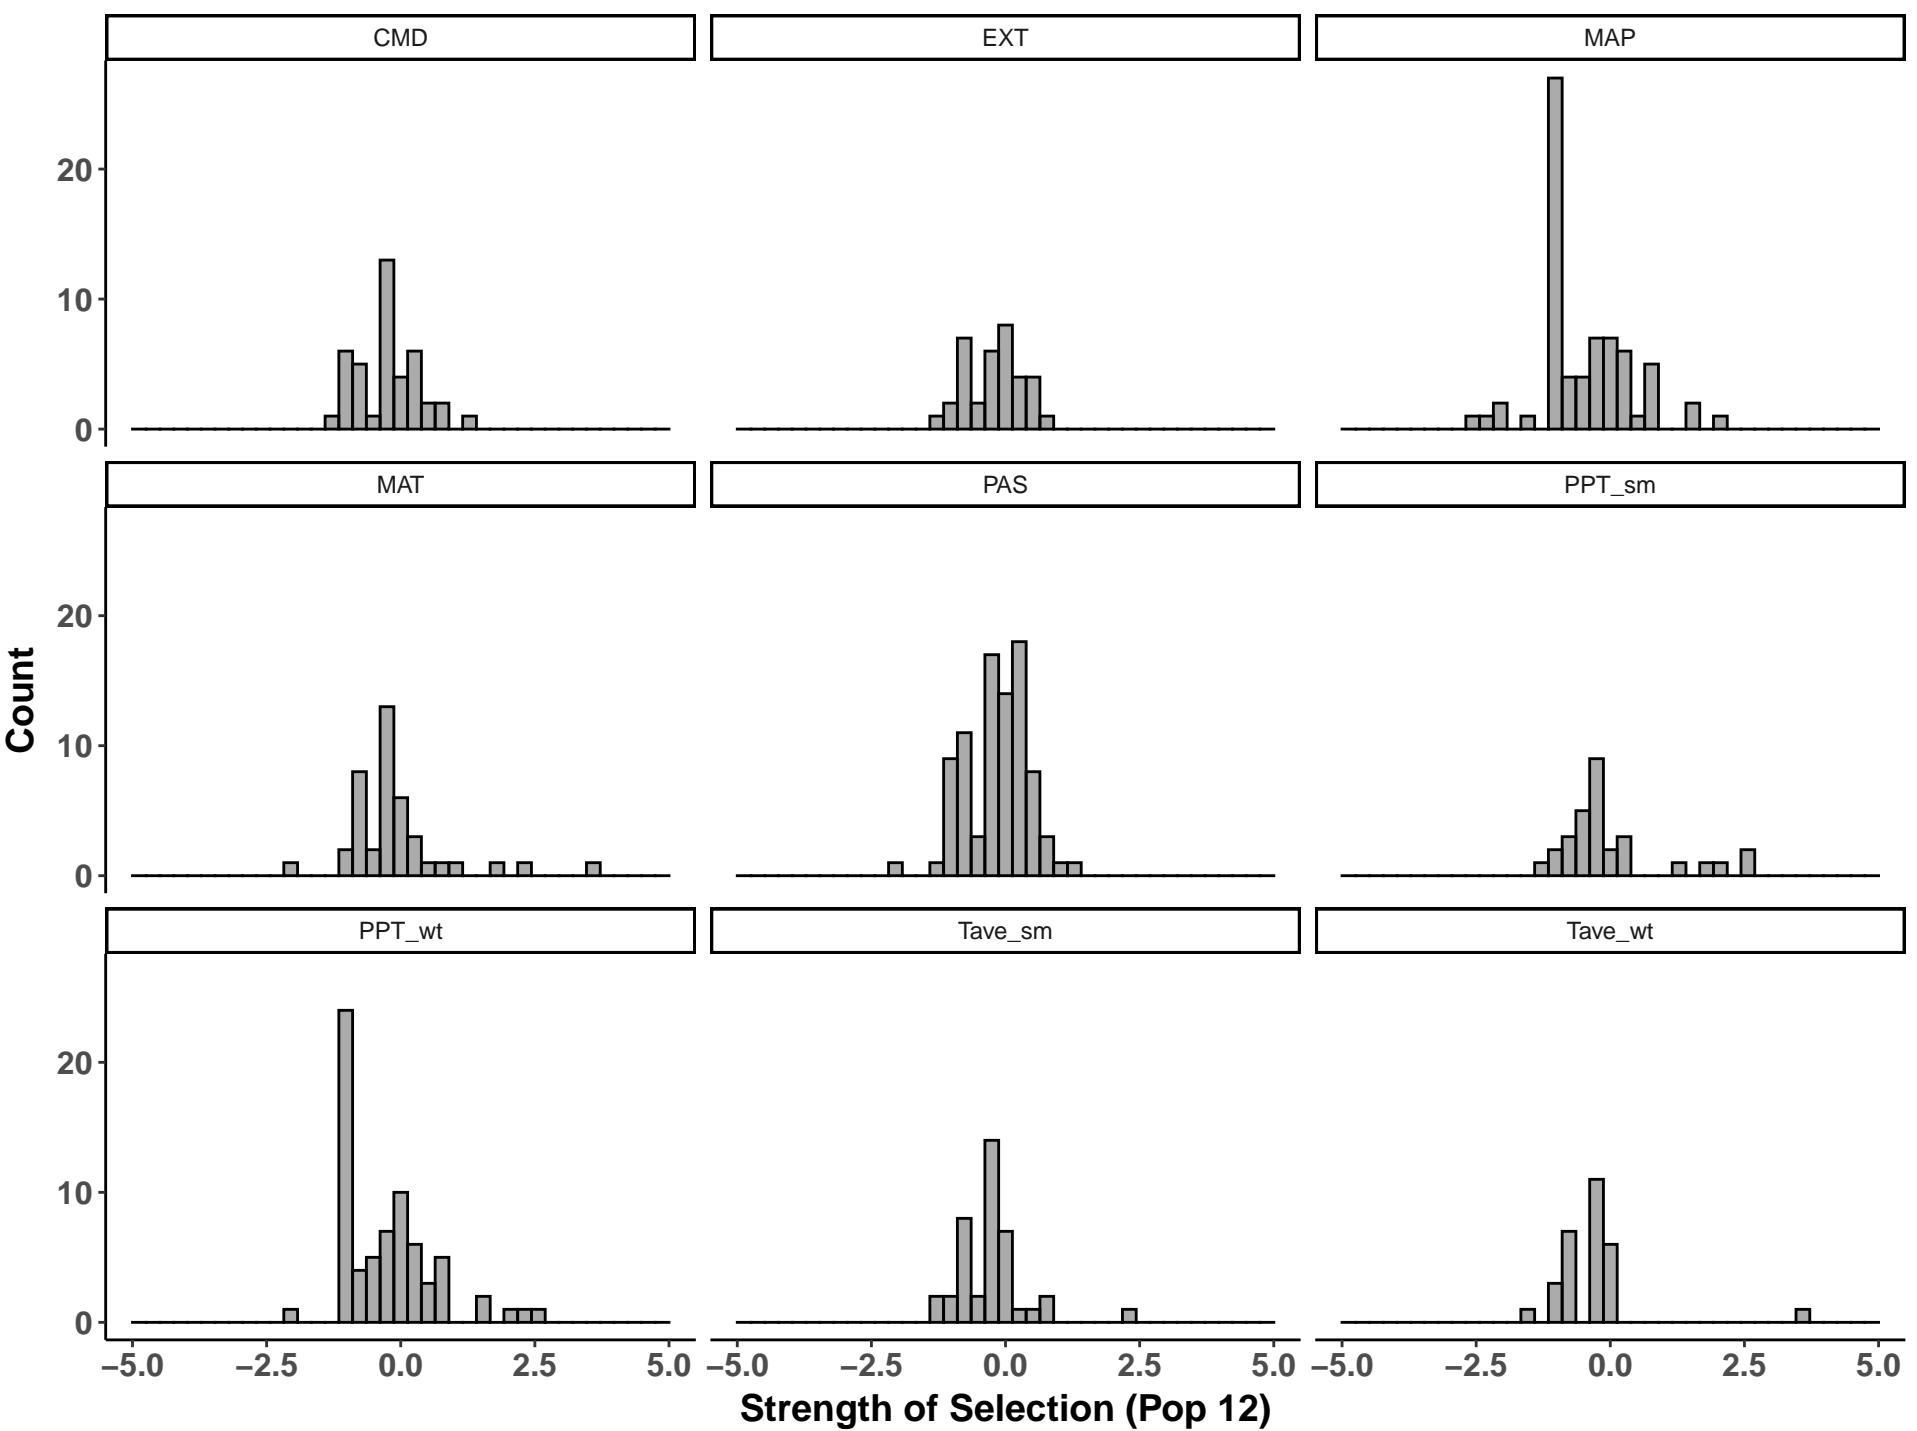 CMD EXT MAP
20
10
0
MAT PAS PPT_sm
20
10
0
Count
PPT_wt Tave_sm Tave_wt
20
10
0
−5.0 −2.5 0.0 2.5 5.0 −5.0 −2.5 0.0 2.5 5.0 −5.0 −2.5 0.0 2.5 5.0
Strength of Selection (Pop 12)